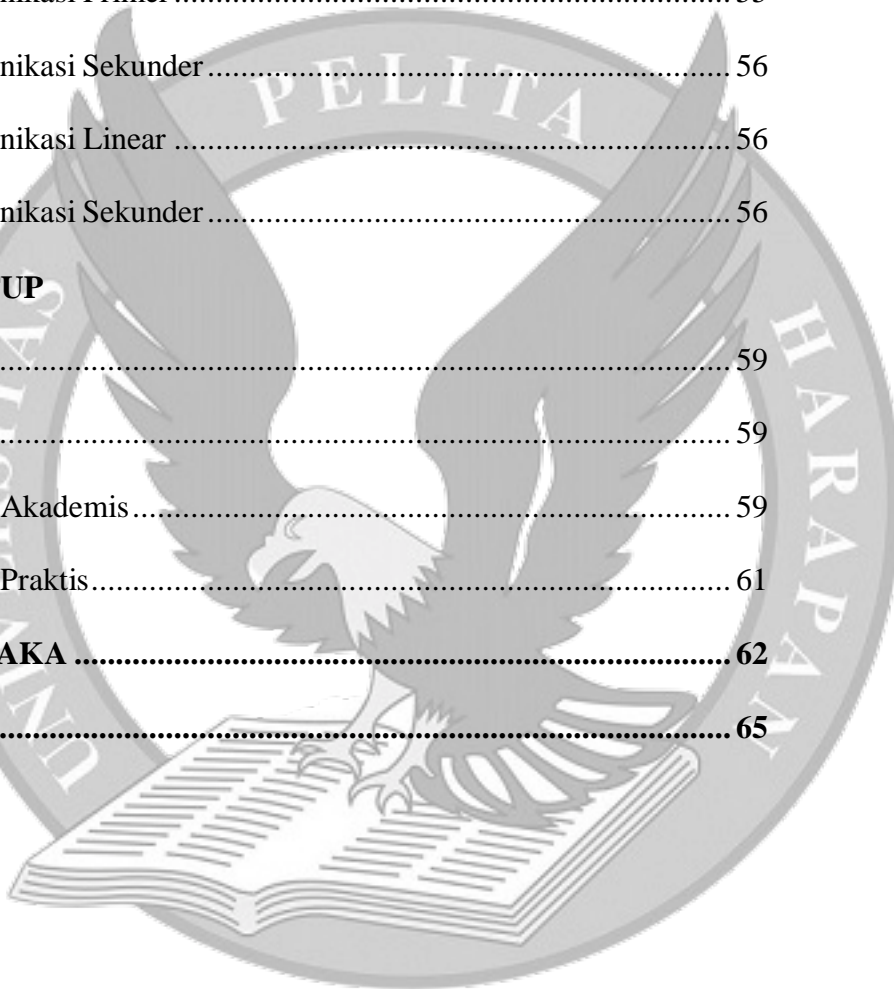 nikasi Sekunder ........ 56
nikasi Linear ........ 56
nikasi Sekunder ........ 56
UP
........ 59
........ 59
Akademis ........ 59
Praktis ........ 61
AKA ........ 62
........ 65
PELITA
HARAPAN